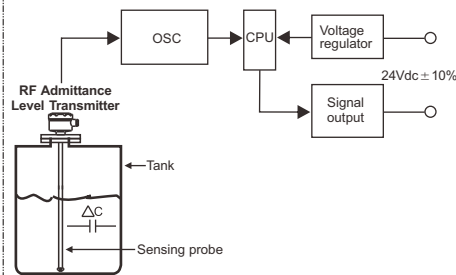 OSC
CPU
Voltage
regulator
24Vdc ± 10%
Signal
output
RF Admittance
Level Transmitter
Tank
△C
Sensing probe